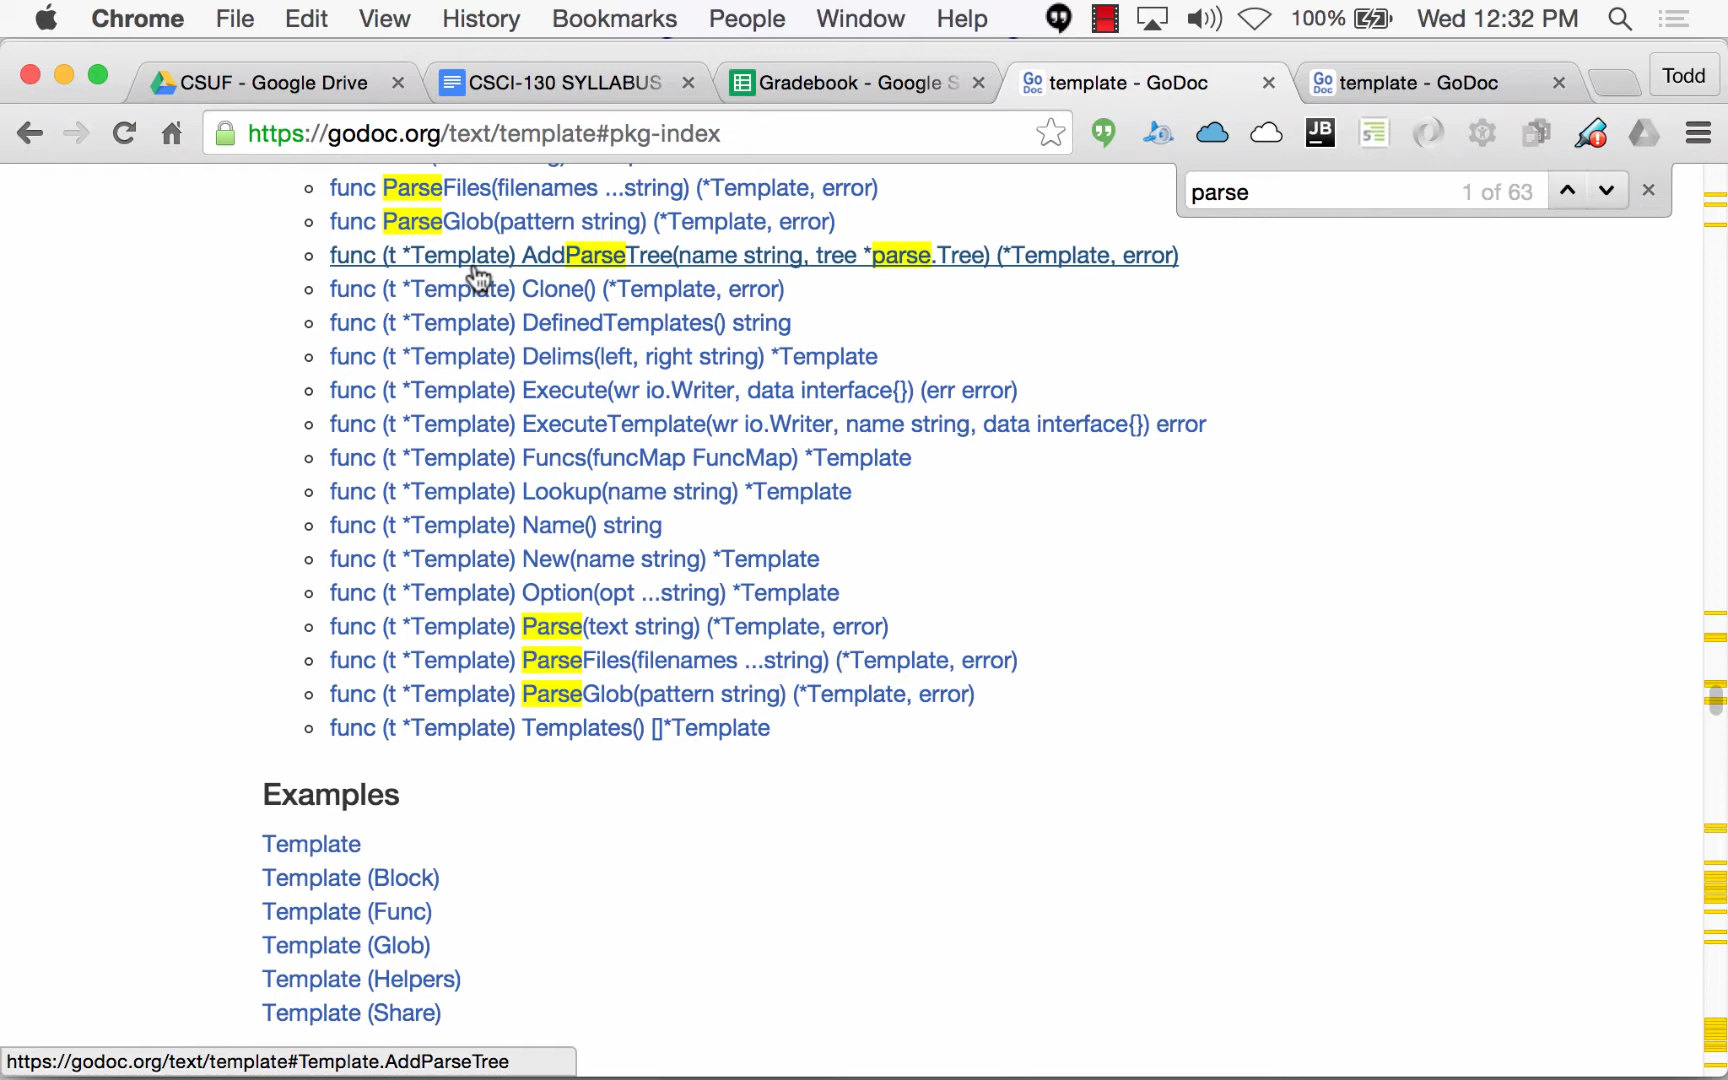 Chrome File Edit View History Bookmarks People Window Help 100% Wed 12:32 PM
CSUF - Google Drive CSCI-130 SYLLABUS Gradebook - Google S Go Doc template - GoDoc Go Doc template - GoDoc Todd
https://godoc.org/text/template#pkg-index JB
parse 1 of 63
func ParseFiles(filenames ...string) (*Template, error)
func ParseGlob(pattern string) (*Template, error)
func (t *Template) AddParseTree(name string, tree *parse.Tree) (*Template, error)
func (t *Template) Clone() (*Template, error)
func (t *Template) DefinedTemplates() string
func (t *Template) Delims(left, right string) *Template
func (t *Template) Execute(wr io.Writer, data interface{}) (err error)
func (t *Template) ExecuteTemplate(wr io.Writer, name string, data interface{}) error
func (t *Template) Funcs(funcMap FuncMap) *Template
func (t *Template) Lookup(name string) *Template
func (t *Template) Name() string
func (t *Template) New(name string) *Template
func (t *Template) Option(opt ...string) *Template
func (t *Template) Parse(text string) (*Template, error)
func (t *Template) ParseFiles(filenames ...string) (*Template, error)
func (t *Template) ParseGlob(pattern string) (*Template, error)
func (t *Template) Templates() []*Template
Examples
Template
Template (Block)
Template (Func)
Template (Glob)
Template (Helpers)
Template (Share)
https://godoc.org/text/template#Template.AddParseTree